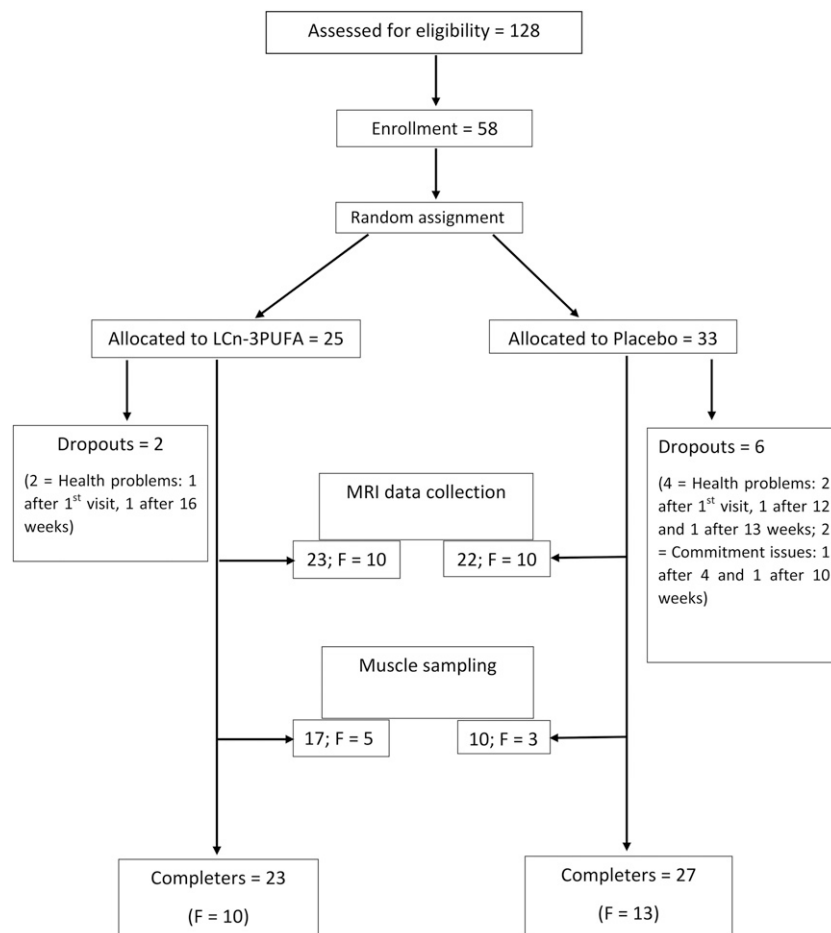 Assessed for eligibility = 128
Enrollment = 58
Random assignment
Allocated to LCn-3PUFA = 25
Allocated to Placebo = 33
Dropouts = 2
(2 = Health problems: 1
after 1st visit, 1 after 16
weeks)
Dropouts = 6
(4 = Health problems: 2
after 1st visit, 1 after 12
and 1 after 13 weeks; 2
= Commitment issues: 1
after 4 and 1 after 10
weeks)
MRI data collection
23; F = 10
22; F = 10
Muscle sampling
17; F = 5
10; F = 3
Completers = 23
(F = 10)
Completers = 27
(F = 13)